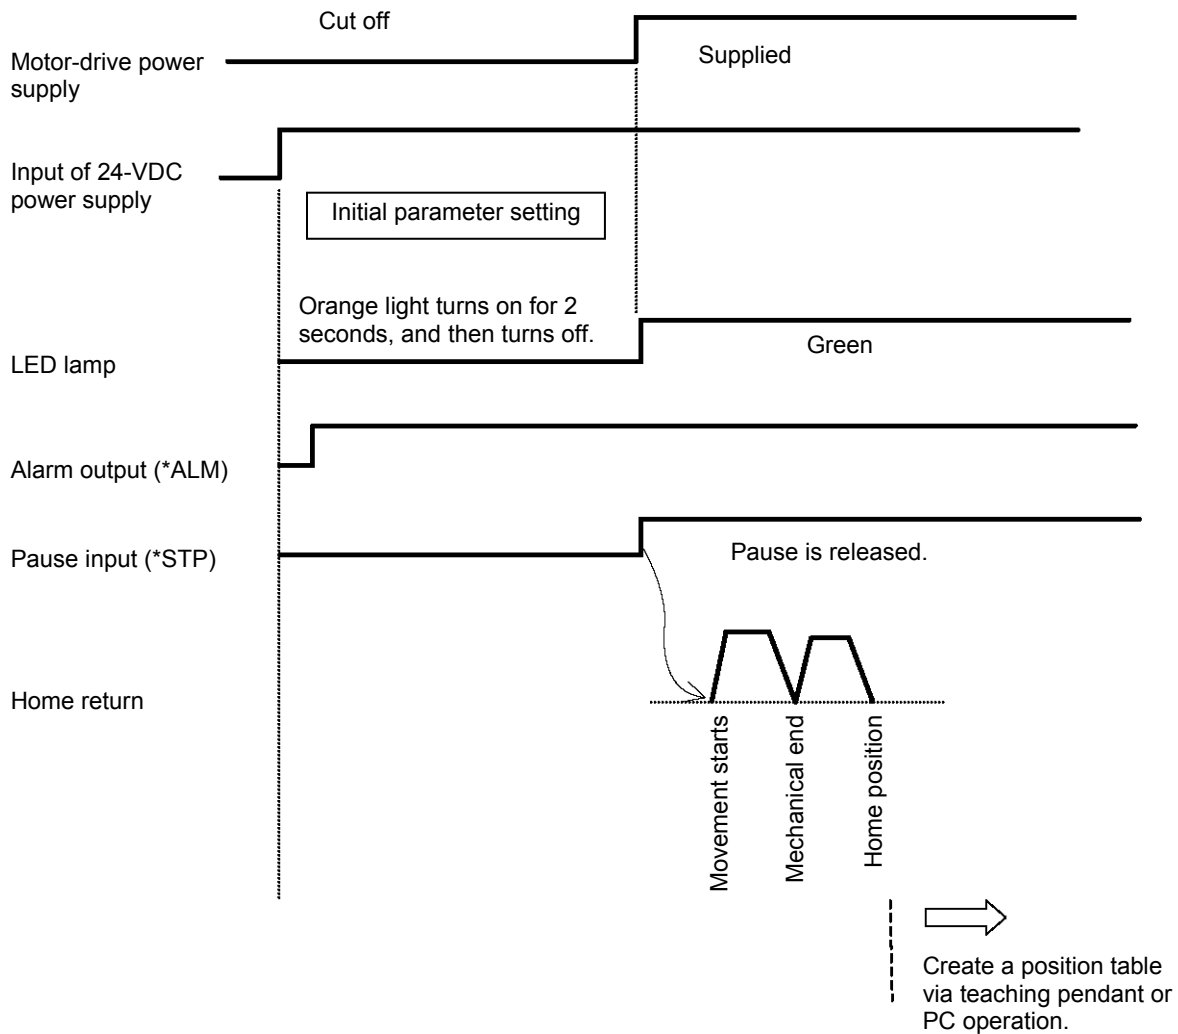 Cut off
Motor-drive power
supply
Supplied
Input of 24-VDC
power supply
Initial parameter setting
Orange light turns on for 2
seconds, and then turns off.
LED lamp
Green
Alarm output (*ALM)
Pause input (*STP)
Pause is released.
Home return
Movement starts
Mechanical end
Home position
Create a position table
via teaching pendant or
PC operation.